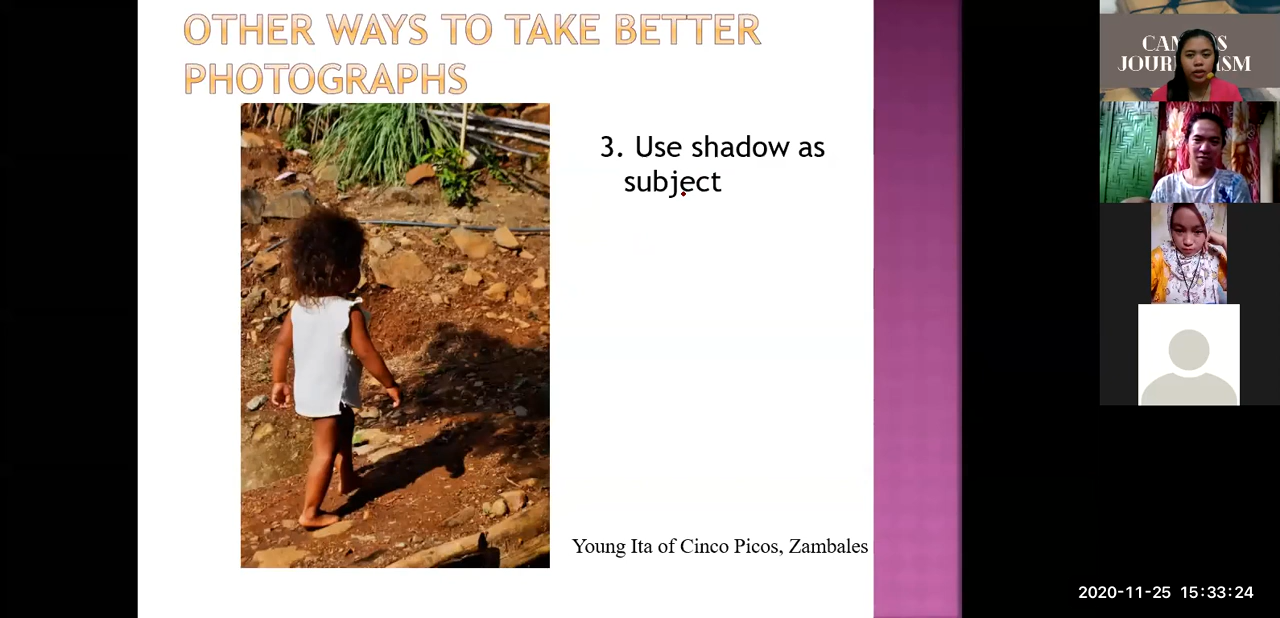 OTHER WAYS TO TAKE BETTER
PHOTOGRAPHS
3. Use shadow as
subject
Young Ita of Cinco Picos, Zambales
JOURNALISM
2020-11-25 15:33:24